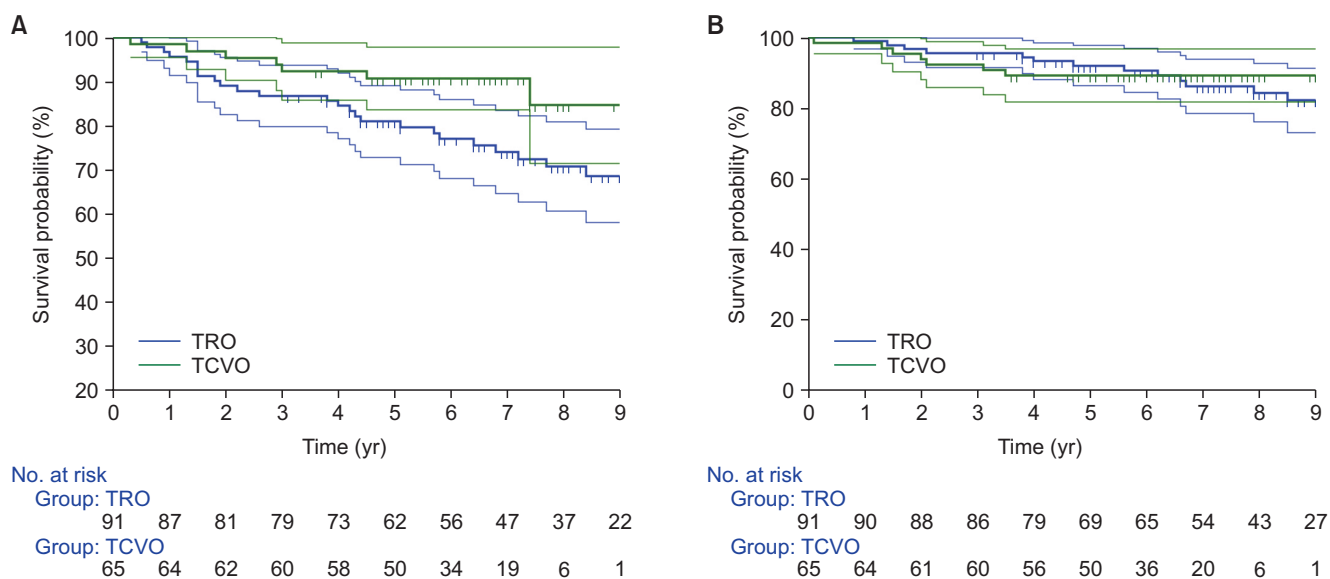 A
100
90
80
70
60
50
40
30
20
Survival probability (%)
TRO
TCVO
0 1 2 3 4 5 6 7 8 9
Time (yr)
No. at risk
Group: TRO
91 87 81 79 73 62 56 47 37 22
Group: TCVO
65 64 62 60 58 50 34 19 6 1
B
100
80
60
40
20
0
Survival probability (%)
TRO
TCVO
0 1 2 3 4 5 6 7 8 9
Time (yr)
No. at risk
Group: TRO
91 90 88 86 79 69 65 54 43 27
Group: TCVO
65 64 61 60 56 50 36 20 6 1